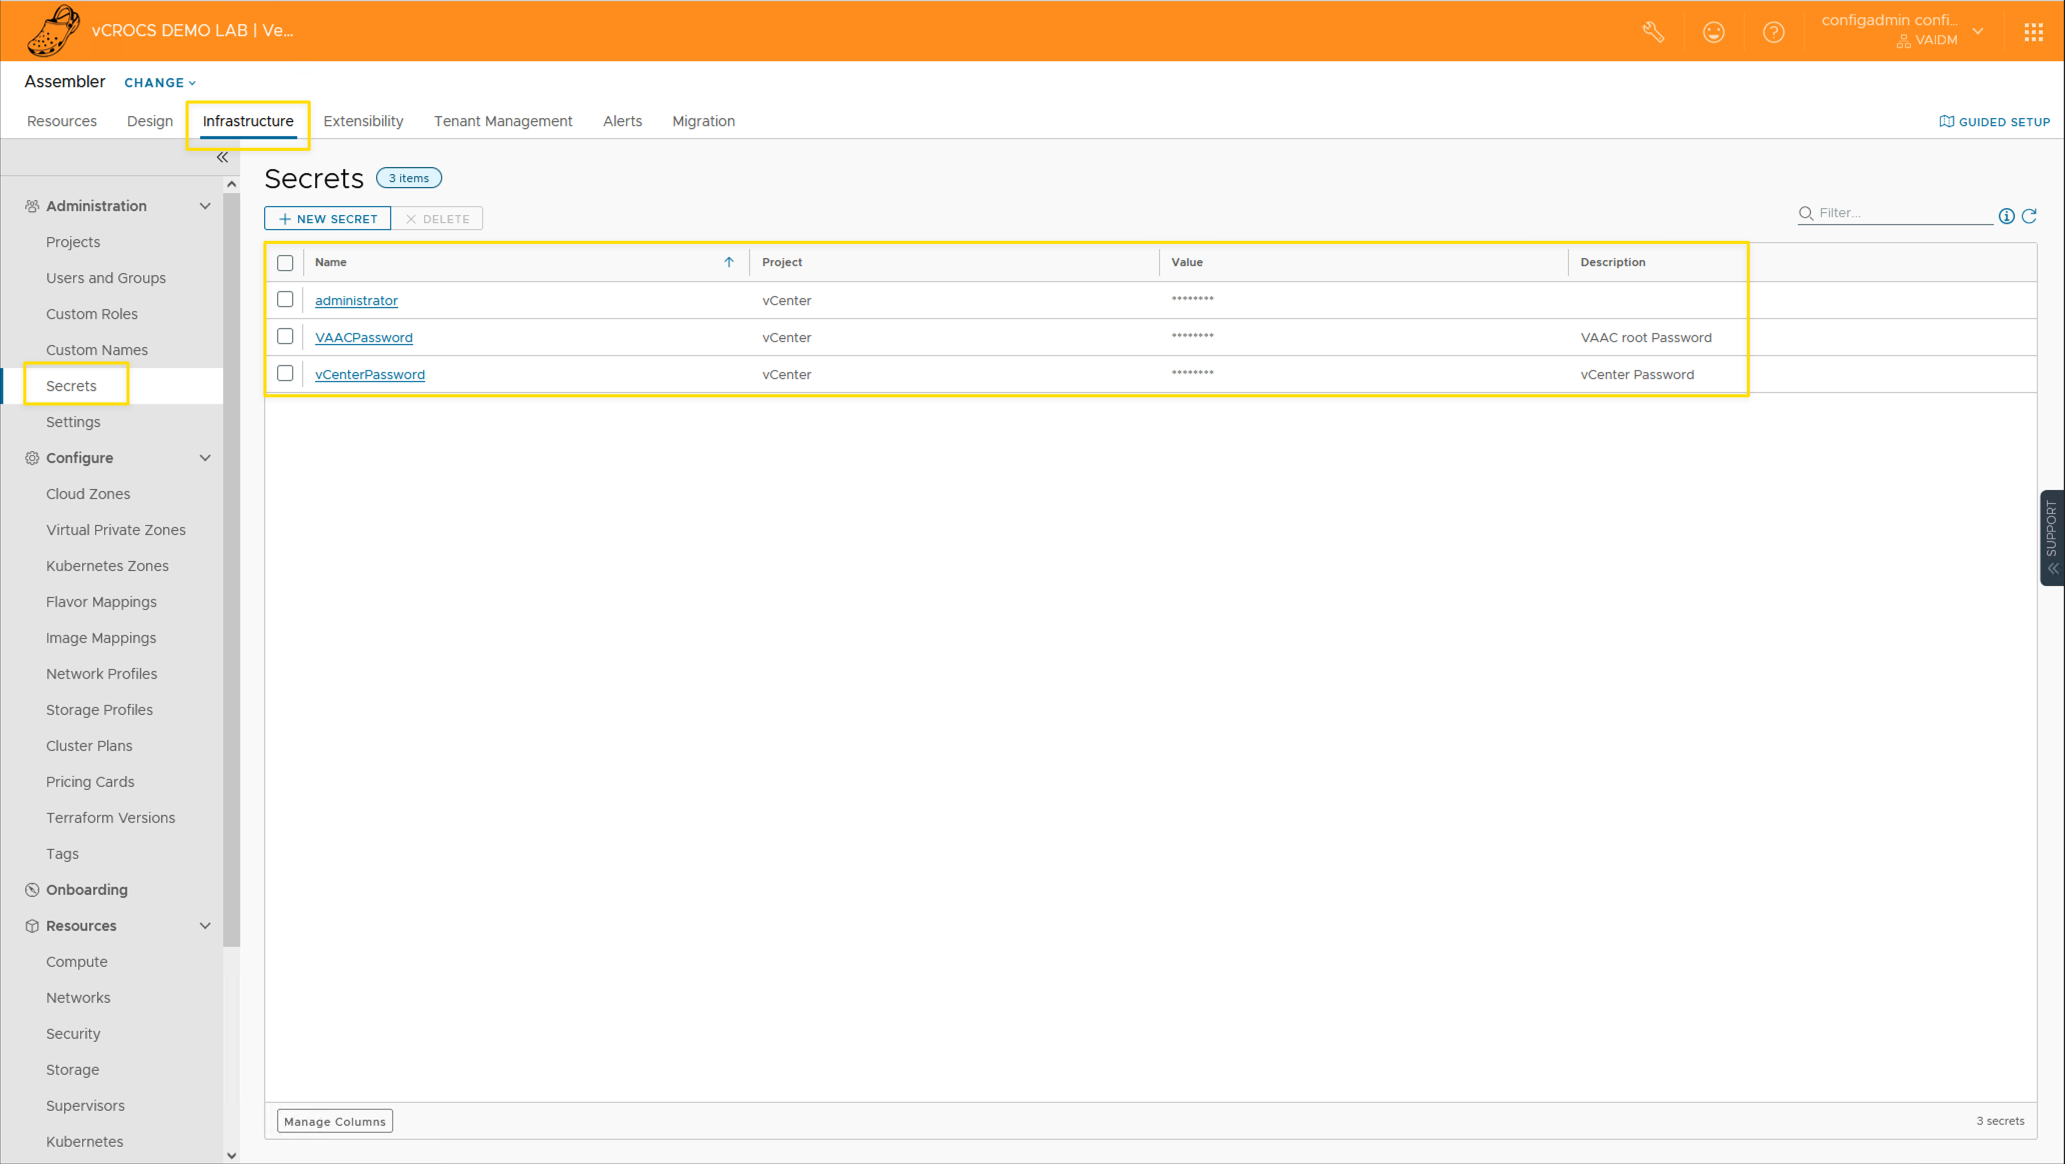 vCROCS DEMO LAB | Ve...
configadmin confi...
VAIDM
Assembler CHANGE
Resources Design Infrastructure Extensibility Tenant Management Alerts Migration
GUIDED SETUP
Administration
Projects
Users and Groups
Custom Roles
Custom Names
Secrets
Settings
Configure
Cloud Zones
Virtual Private Zones
Kubernetes Zones
Flavor Mappings
Image Mappings
Network Profiles
Storage Profiles
Cluster Plans
Pricing Cards
Terraform Versions
Tags
Onboarding
Resources
Compute
Networks
Security
Storage
Supervisors
Kubernetes
Secrets 3 items
NEW SECRET DELETE
Filter...
Name Project Value Description
administrator vCenter ********
VAACPassword vCenter ******** VAAC root Password
vCenterPassword vCenter ******** vCenter Password
Manage Columns
3 secrets
SUPPORT